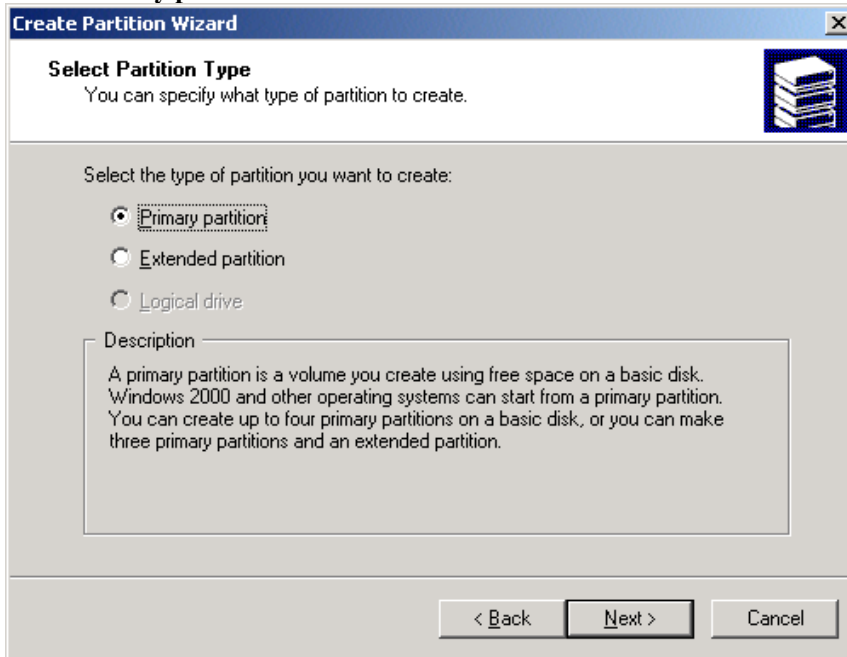 Create Partition Wizard
Select Partition Type
You can specify what type of partition to create.
Select the type of partition you want to create:
Primary partition
Extended partition
Logical drive
Description
A primary partition is a volume you create using free space on a basic disk.
Windows 2000 and other operating systems can start from a primary partition.
You can create up to four primary partitions on a basic disk, or you can make
three primary partitions and an extended partition.
< Back
Next >
Cancel